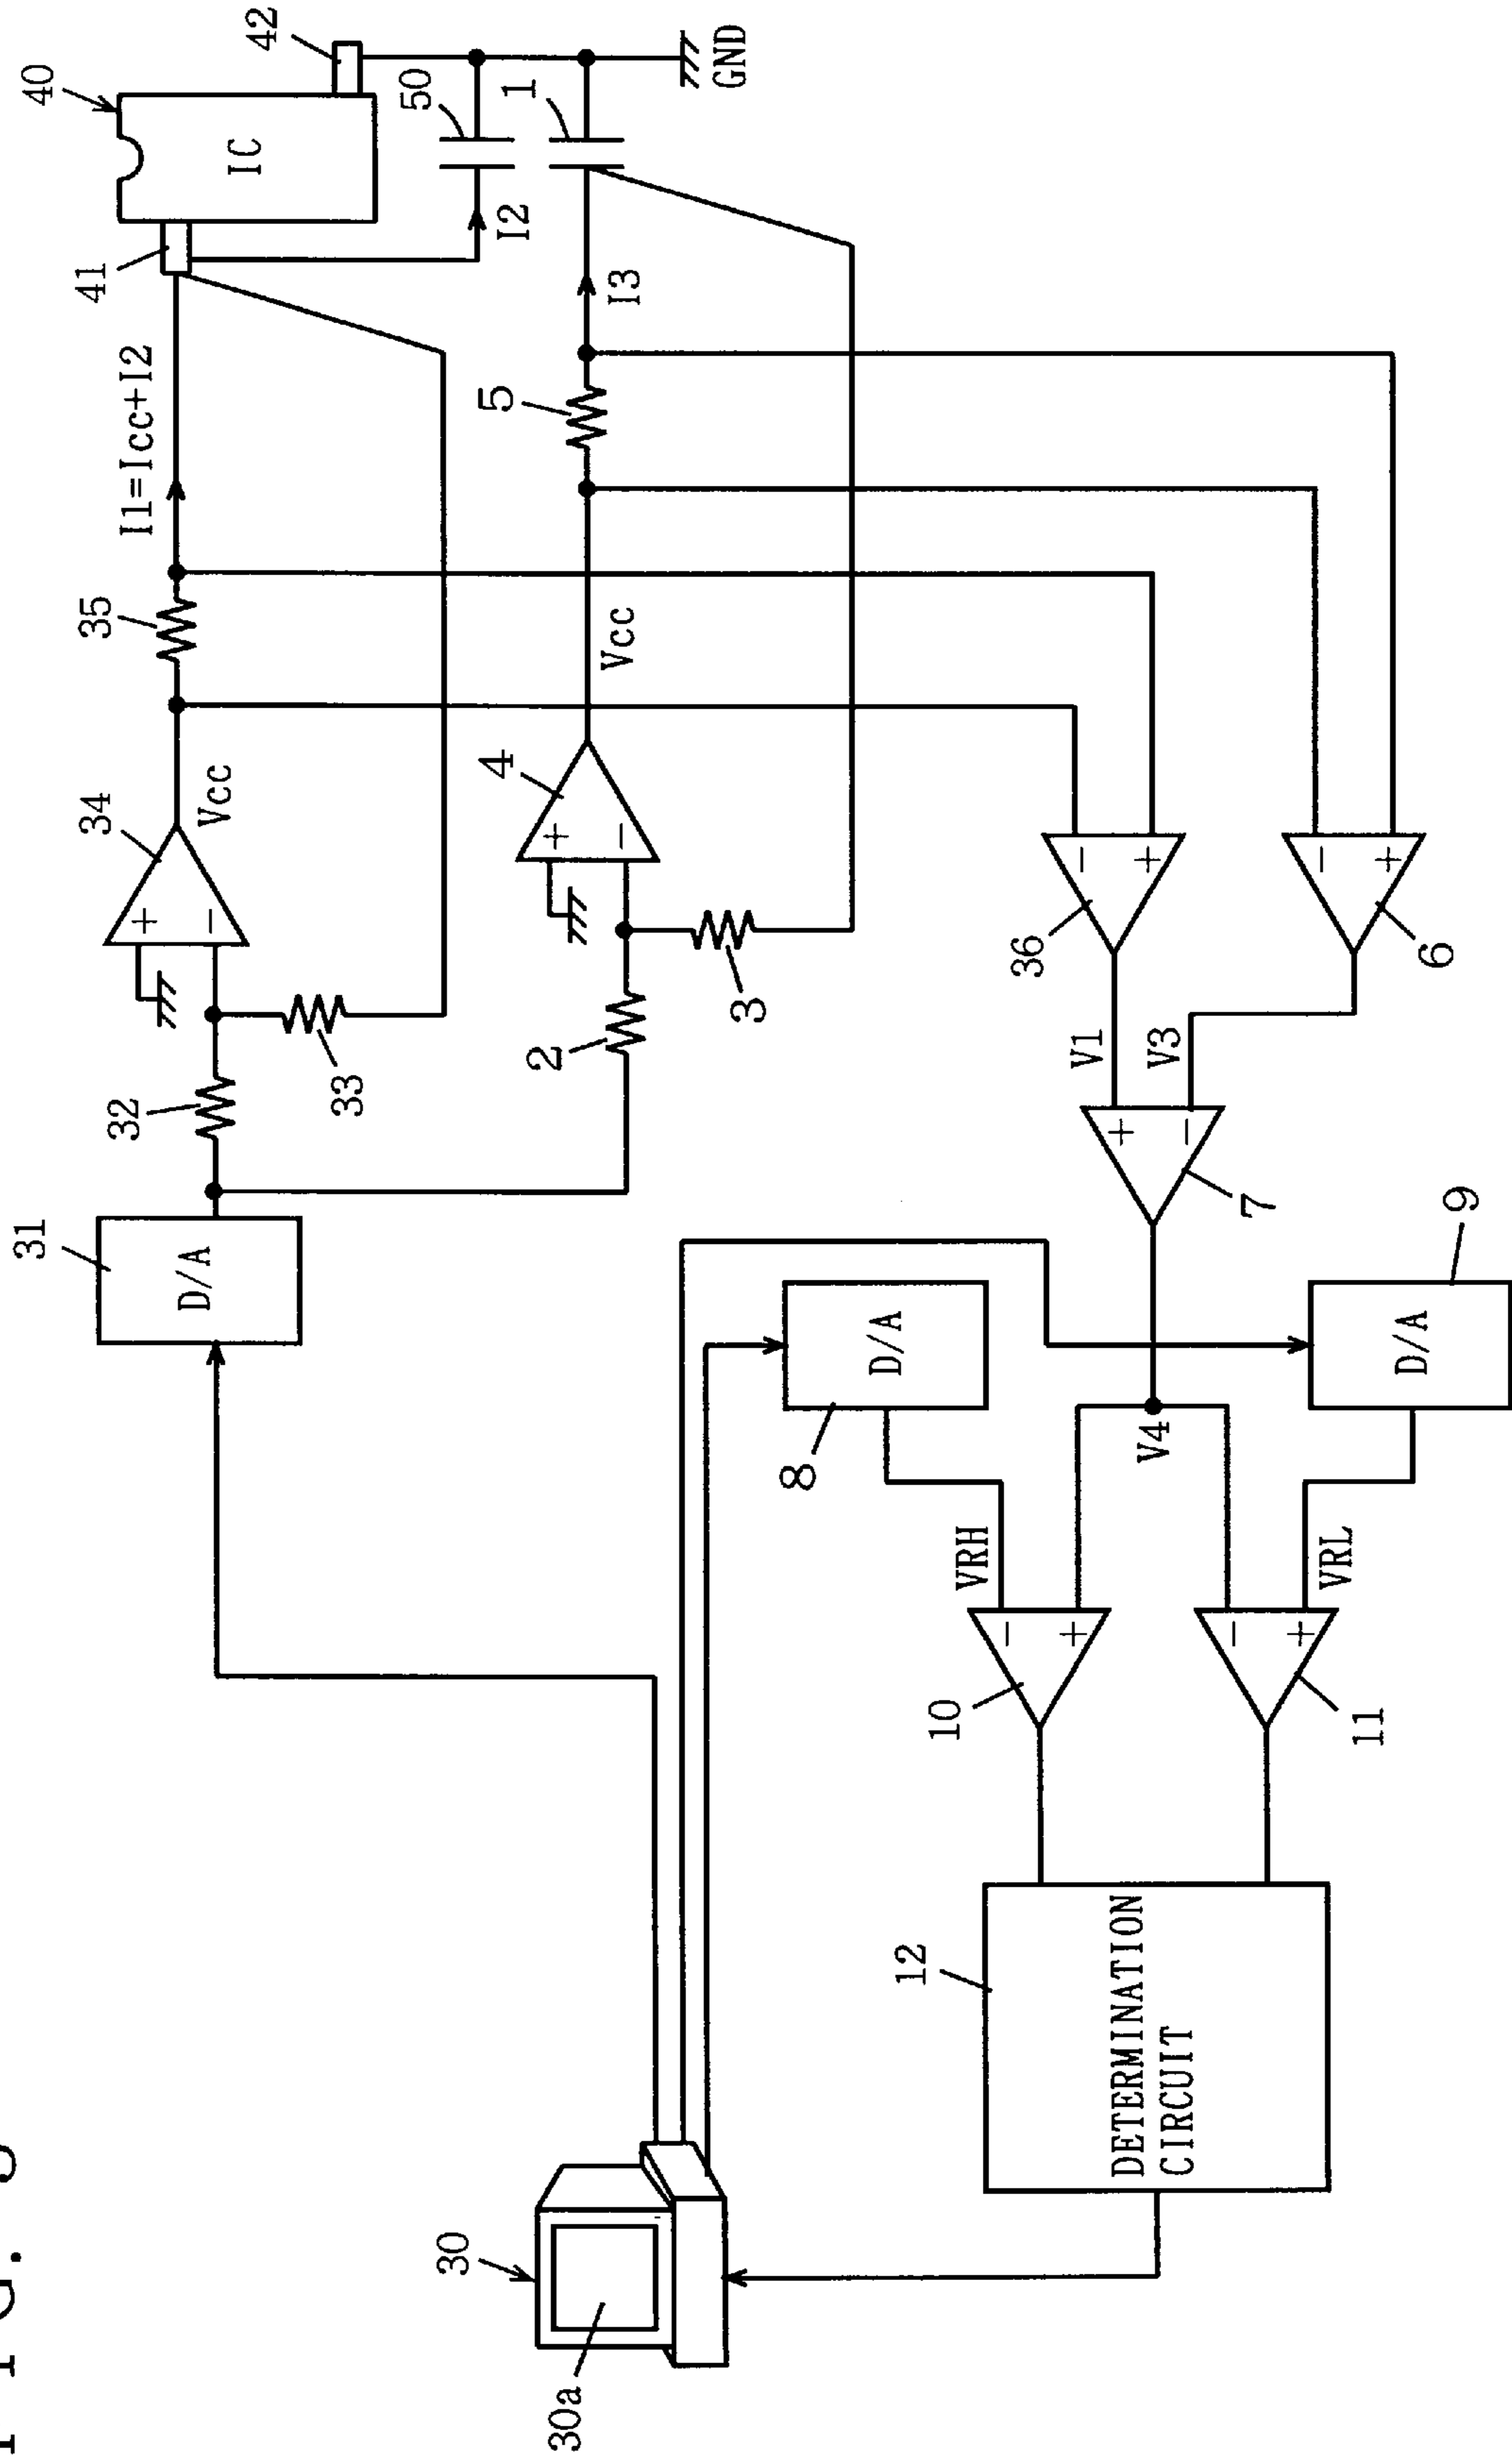 FIG.
31
D/A
32
33
34
Vcc
35
I1=Icc+I2
41
40
IC
42
30
30a
2
3
4
Vcc
5
50
I2
1
I3
GND
8
D/A
12
DETERMINATION
CIRCUIT
10
VRH
V4
V1
36
11
VRL
7
V3
6
D/A
9